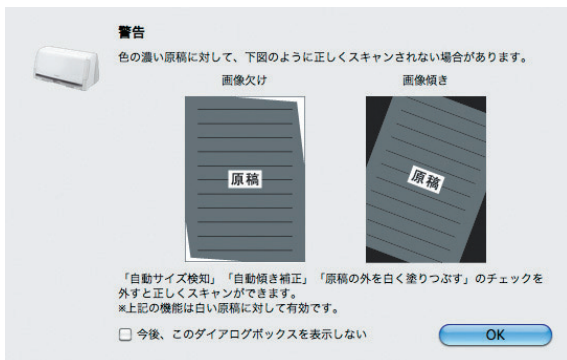 警告
色の濃い原稿に対して、下図のように正しくスキャンされない場合があります。
画像欠け
画像傾き
原稿
原稿
「自動サイズ検知」「自動傾き補正」「原稿の外を白く塗りつぶす」のチェックを
外すと正しくスキャンができます。
※上記の機能は白い原稿に対して有効です。
今後、このダイアログボックスを表示しない
OK